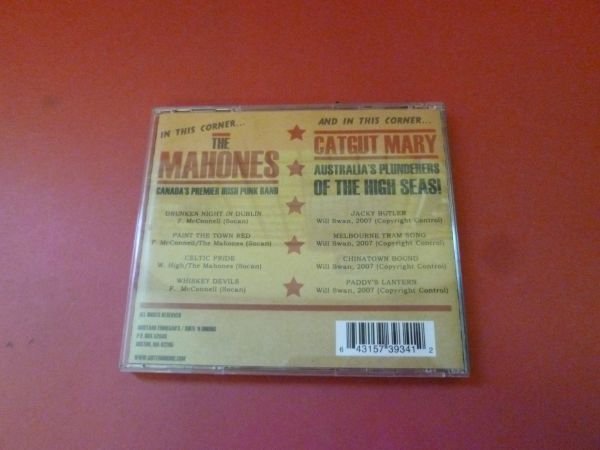 IN THIS CORNER...
THE
MAHONES
CANADA'S PREMIER IRISH PUNK BAND
DRUNKEN NIGHT IN DUBLIN
F. McConnell (Socan)
PAINT THE TOWN RED
F. McConnell/The Mahones (Socan)
CELTIC PRIDE
W. High/The Mahones (Socan)
WHISKEY DEVILS
F. McConnell (Socan)
AND IN THIS CORNER...
CATGUT MARY
AUSTRALIA'S PLUNDERERS
OF THE HIGH SEAS!
JACKY BUTLER
Will Swan, 2007 (Copyright Control)
MELBOURNE TRAM SONG
Will Swan, 2007 (Copyright Control)
CHINATOWN BOUND
Will Swan, 2007 (Copyright Control)
PADDY'S LANTERN
Will Swan, 2007 (Copyright Control)
ALL RIGHTS RESERVED
P.O. BOX
BOSTON, MA
6 43157 39341 2